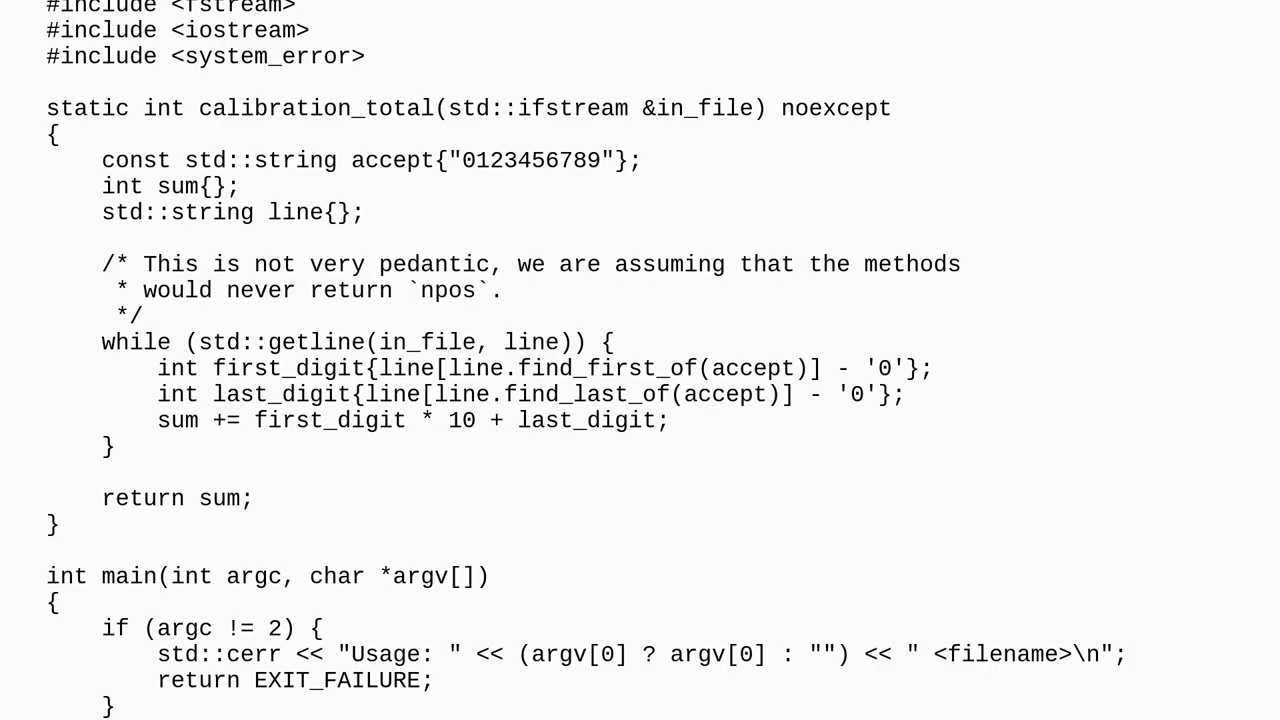 #include <fstream>
#include <iostream>
#include <system_error>

static int calibration_total(std::ifstream &in_file) noexcept
{
    const std::string accept{"0123456789"};
    int sum{};
    std::string line{};

    /* This is not very pedantic, we are assuming that the methods
     * would never return `npos`.
     */
    while (std::getline(in_file, line)) {
        int first_digit{line[line.find_first_of(accept)] - '0'};
        int last_digit{line[line.find_last_of(accept)] - '0'};
        sum += first_digit * 10 + last_digit;
    }

    return sum;
}

int main(int argc, char *argv[])
{
    if (argc != 2) {
        std::cerr << "Usage: " << (argv[0] ? argv[0] : "") << " <filename>\n";
        return EXIT_FAILURE;
    }